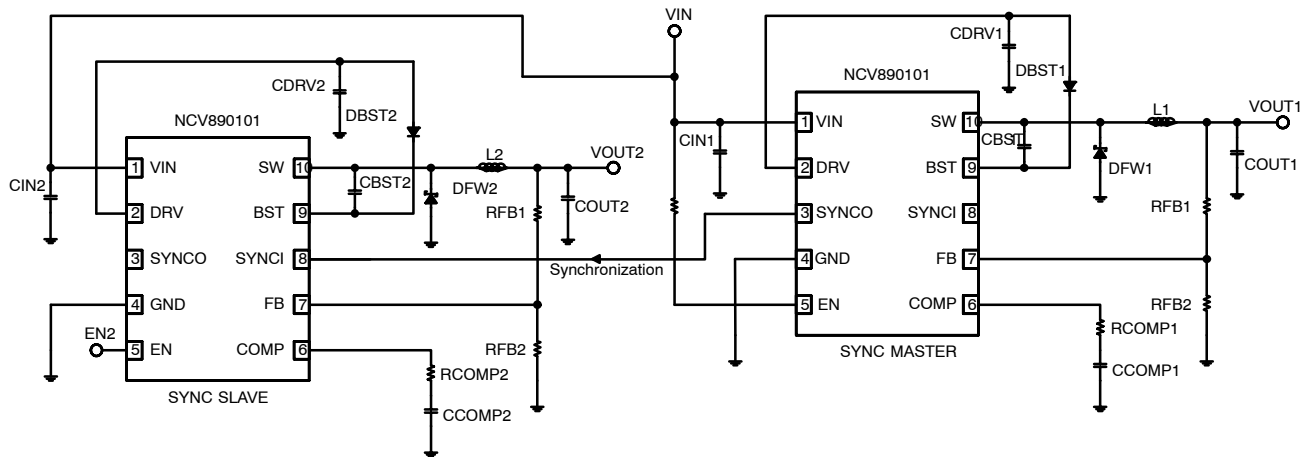 VIN
CDRV1
NCV890101
DBST1
CDRV2
DBST2
NCV890101
L1
VOUT1
1 VIN
SW 10
CIN1
CBST1
COUT1
DFW1
2 DRV
BST 9
3 SYNCO
SYNCI 8
RFB1
4 GND
FB 7
5 EN
COMP 6
RFB2
RCOMP1
CCOMP1
SYNC MASTER
L2
VOUT2
1 VIN
SW 10
CIN2
CBST2
DFW2
COUT2
2 DRV
BST 9
RFB1
3 SYNCO
SYNCI 8
Synchronization
4 GND
FB 7
EN2
5 EN
COMP 6
RFB2
RCOMP2
CCOMP2
SYNC SLAVE